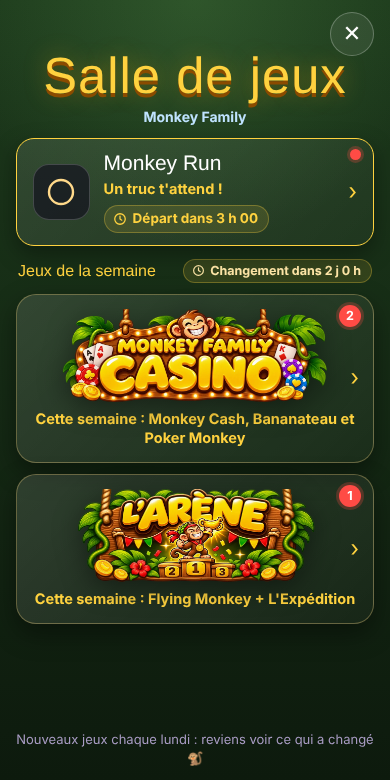 ✕
Salle de jeux
Monkey Family
Monkey Run
Un truc t'attend !
Départ dans 3 h 00
Jeux de la semaine
Changement dans 2 j 0 h
2
MONKEY FAMILY
A A
K
CASINO
Cette semaine : Monkey Cash, Bananateau et
Poker Monkey
1
L'ARÈNE
2 1 3
Cette semaine : Flying Monkey + L'Expédition
Nouveaux jeux chaque lundi : reviens voir ce qui a changé
🐒